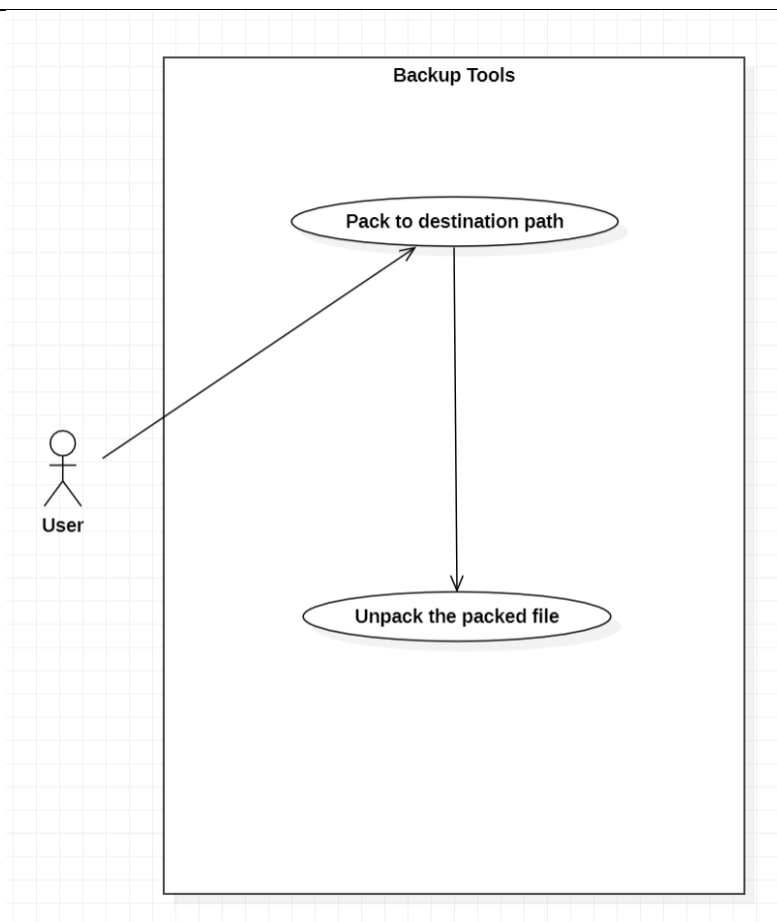 Backup Tools
Pack to destination path
User
Unpack the packed file